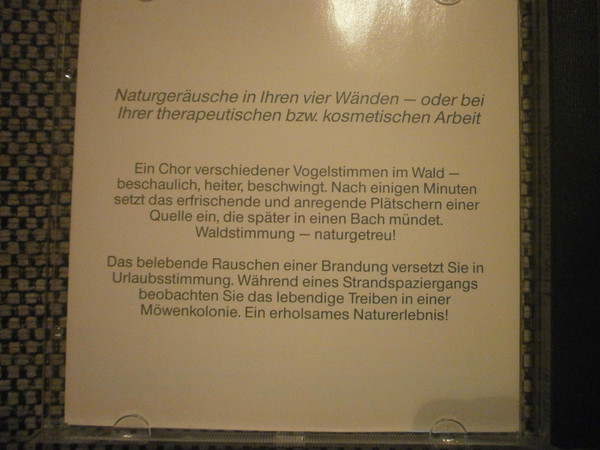 Naturgeräusche in Ihren vier Wänden — oder bei
Ihrer therapeutischen bzw. kosmetischen Arbeit
Ein Chor verschiedener Vogelstimmen im Wald —
beschaulich, heiter, beschwingt. Nach einigen Minuten
setzt das erfrischende und anregende Plätschern einer
Quelle ein, die später in einen Bach mündet.
Waldstimmung — naturgetreu!
Das belebende Rauschen einer Brandung versetzt Sie in
Urlaubsstimmung. Während eines Strandspaziergangs
beobachten Sie das lebendige Treiben in einer
Möwenkolonie. Ein erholsames Naturerlebnis!